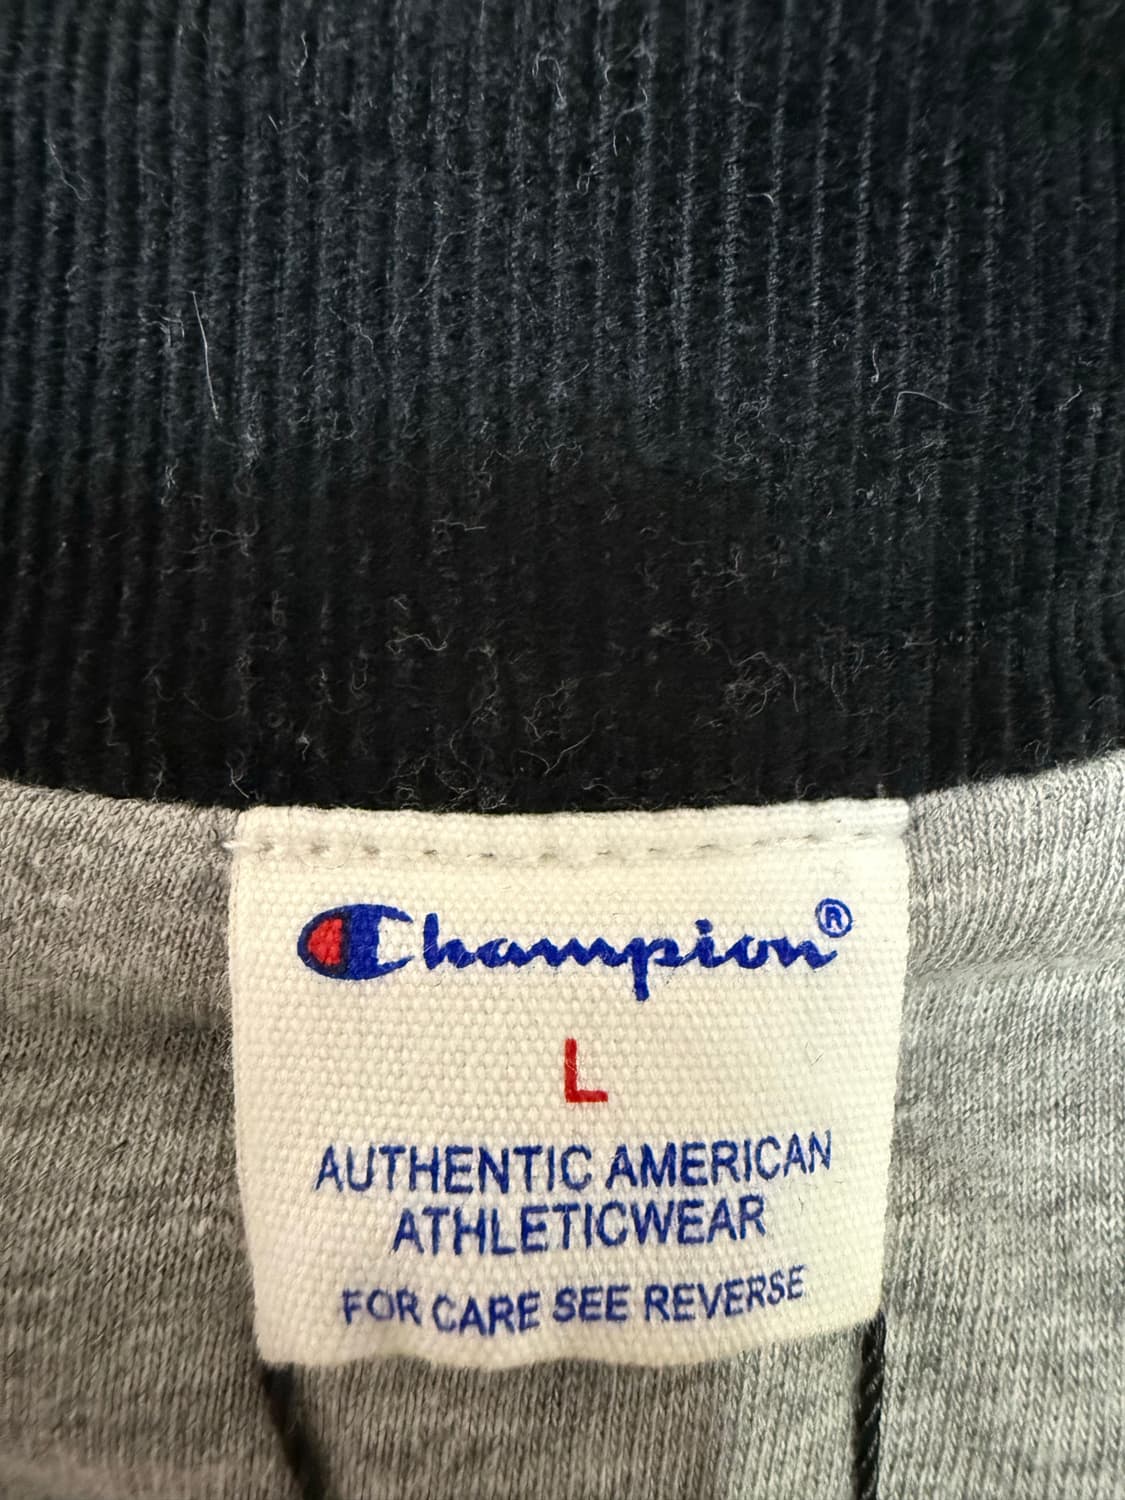 Champion®
L
AUTHENTIC AMERICAN
ATHLETICWEAR
FOR CARE SEE REVERSE